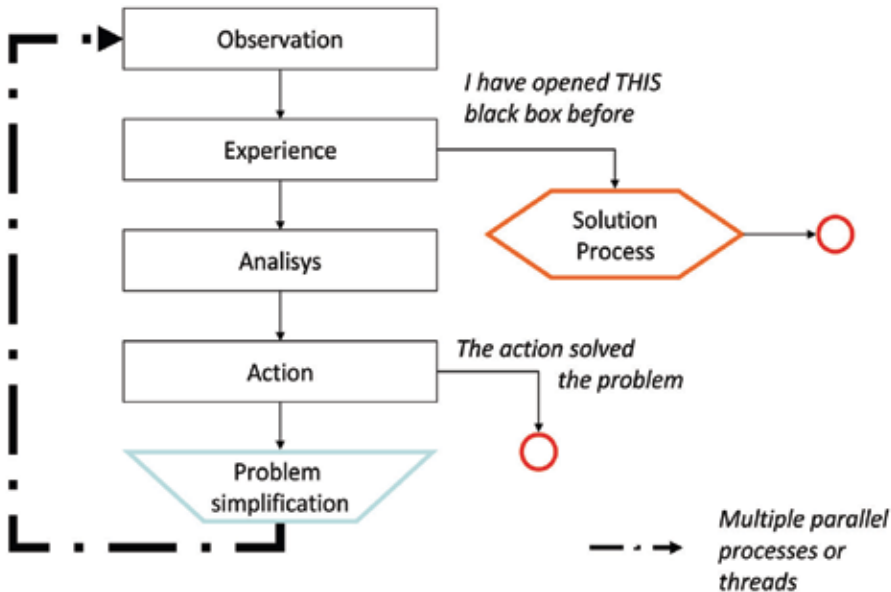 Observation
I have opened THIS
black box before
Experience
Solution
Process
Analisys
Action
The action solved
the problem
Problem
simplification
Multiple parallel
processes or
threads